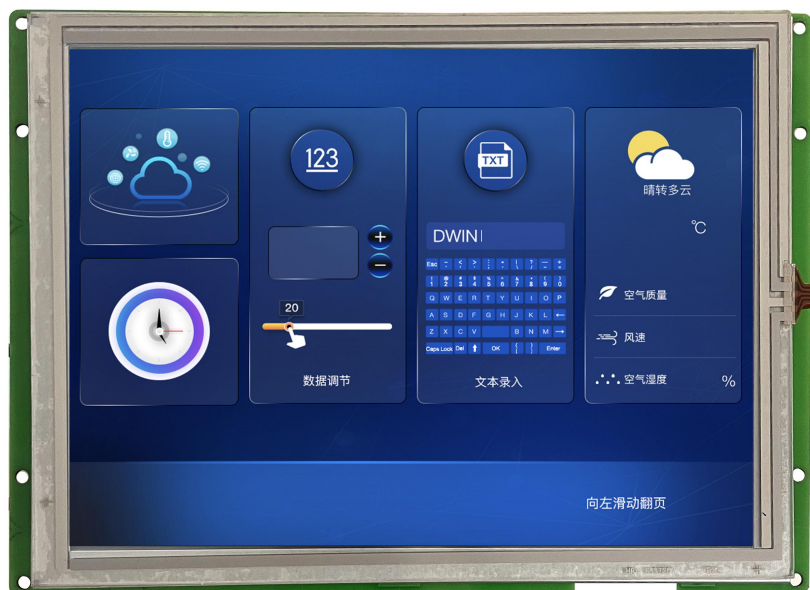 123
20
数据调节
TXT
DWIN
Esc
Q W E R T Y U I O P
A S D F G H J K L
Z X C V B N M
Caps Lock Del OK Enter
文本录入
晴转多云
℃
空气质量
风速
空气湿度 %
向左滑动翻页